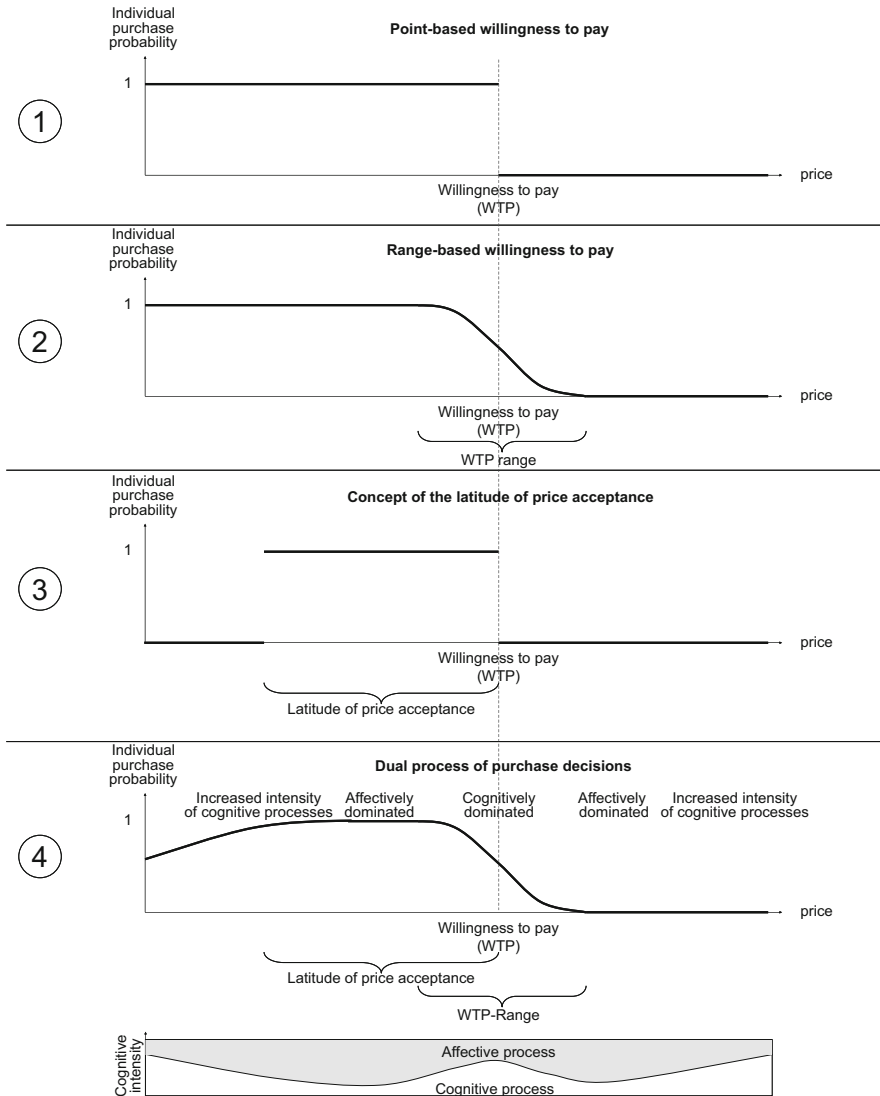 Individual
purchase
probability
Point-based willingness to pay
1
1
price
Willingness to pay
(WTP)
Individual
purchase
probability
Range-based willingness to pay
1
2
price
Willingness to pay
(WTP)
WTP range
Individual
purchase
probability
Concept of the latitude of price acceptance
1
3
price
Willingness to pay
(WTP)
Latitude of price acceptance
Individual
purchase
probability
Dual process of purchase decisions
Increased intensity
of cognitive processes
Affectively
dominated
Cognitively
dominated
Affectively
dominated
Increased intensity
of cognitive processes
1
4
price
Willingness to pay
(WTP)
Latitude of price acceptance
WTP-Range
Cognitive
intensity
Affective process
Cognitive process